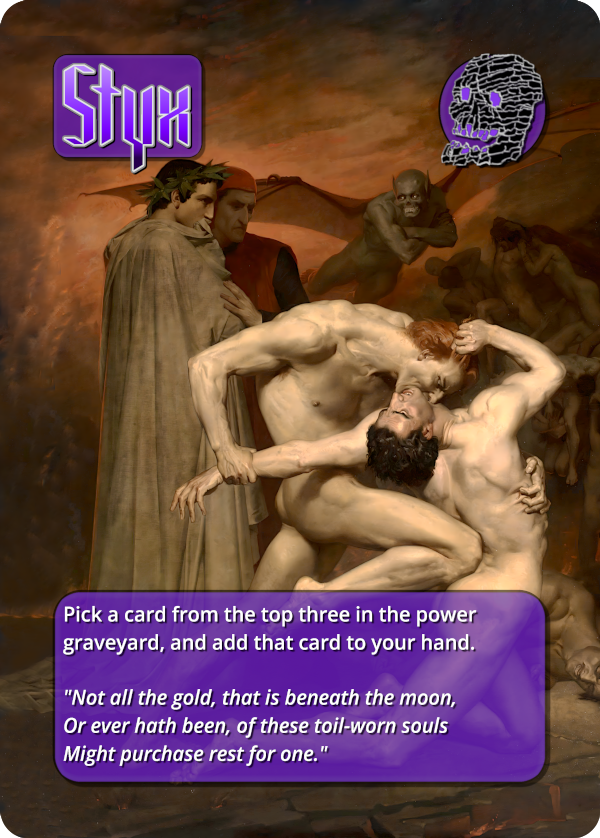 Styx
Pick a card from the top three in the power
graveyard, and add that card to your hand.
"Not all the gold, that is beneath the moon,
Or ever hath been, of these toil-worn souls
Might purchase rest for one."